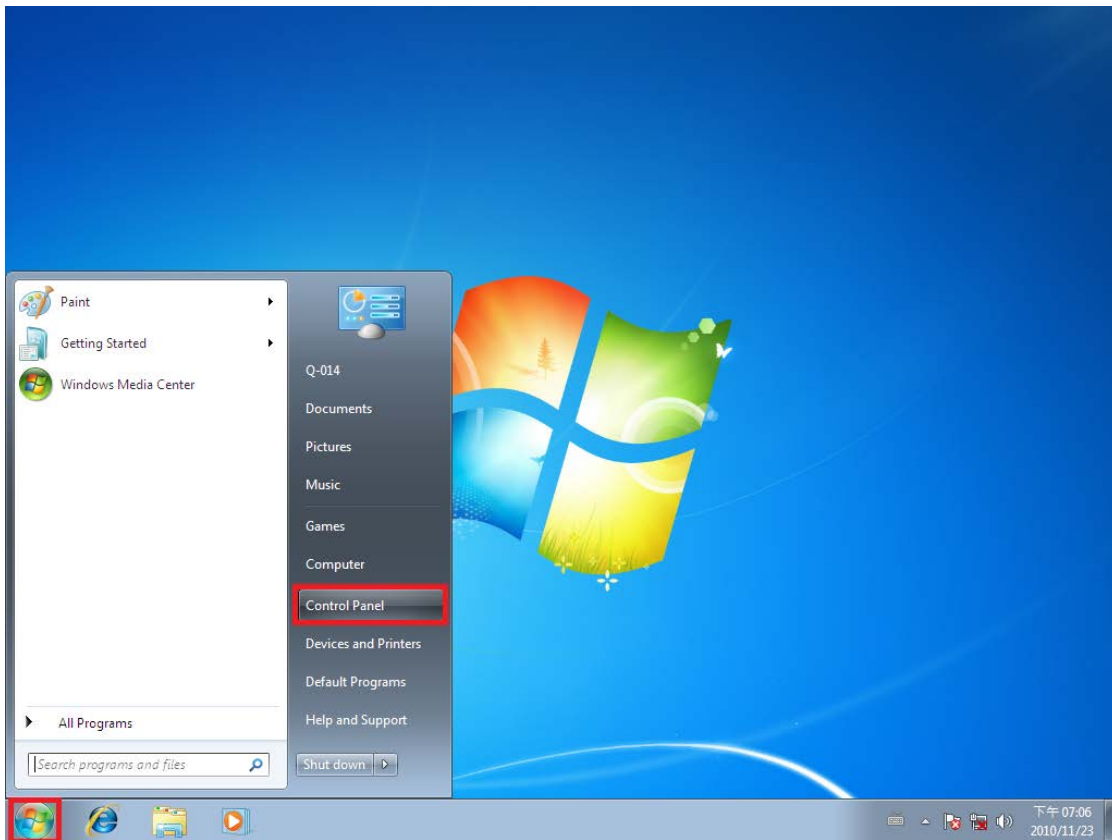 Paint
Getting Started
Windows Media Center
All Programs
Search programs and files
Q-014
Documents
Pictures
Music
Games
Computer
Control Panel
Devices and Printers
Default Programs
Help and Support
Shut down
下午 07:06
2010/11/23